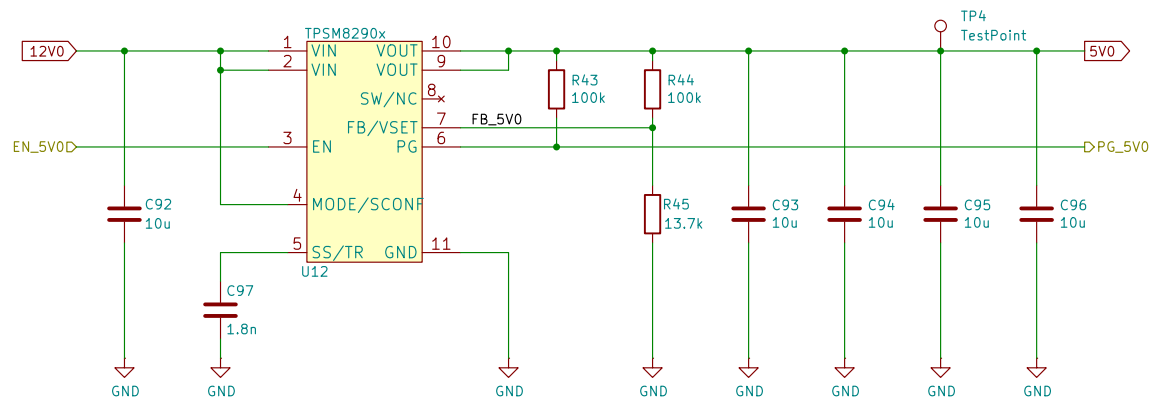 TP4
TestPoint
TPSM8290x
12V0
1
VIN
VOUT
10
5V0
2
VIN
VOUT
9
R43
100k
R44
100k
SW/NC
8
FB/VSET
7
FB_5V0
EN_5V0
3
EN
PG
6
PG_5V0
4
MODE/SCONF
C92
10u
R45
13.7k
C93
10u
C94
10u
C95
10u
C96
10u
5
SS/TR
GND
11
U12
C97
1.8n
GND
GND
GND
GND
GND
GND
GND
GND